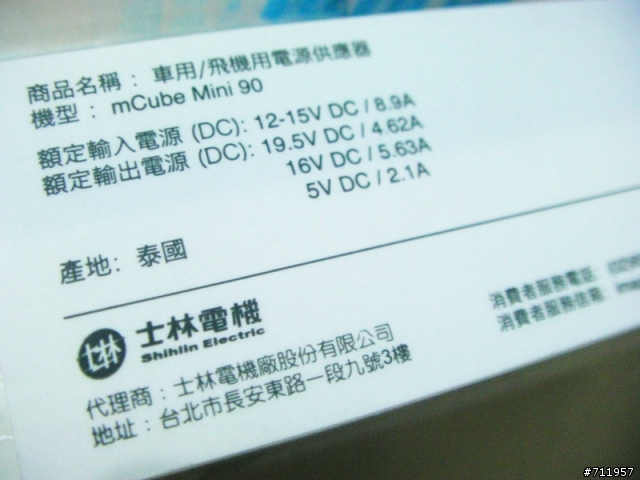 商品名稱：車用/飛機用電源供應器
機型：mCube Mini 90
額定輸入電源 (DC): 12-15V DC / 8.9A
額定輸出電源 (DC): 19.5V DC / 4.62A
16V DC / 5.63A
5V DC / 2.1A
產地: 泰國
士林
士林電機
Shihlin Electric
代理商：士林電機廠股份有限公司
地址：台北市長安東路一段九號3樓
消費者服務電話:
消費者服務信箱:
#711957